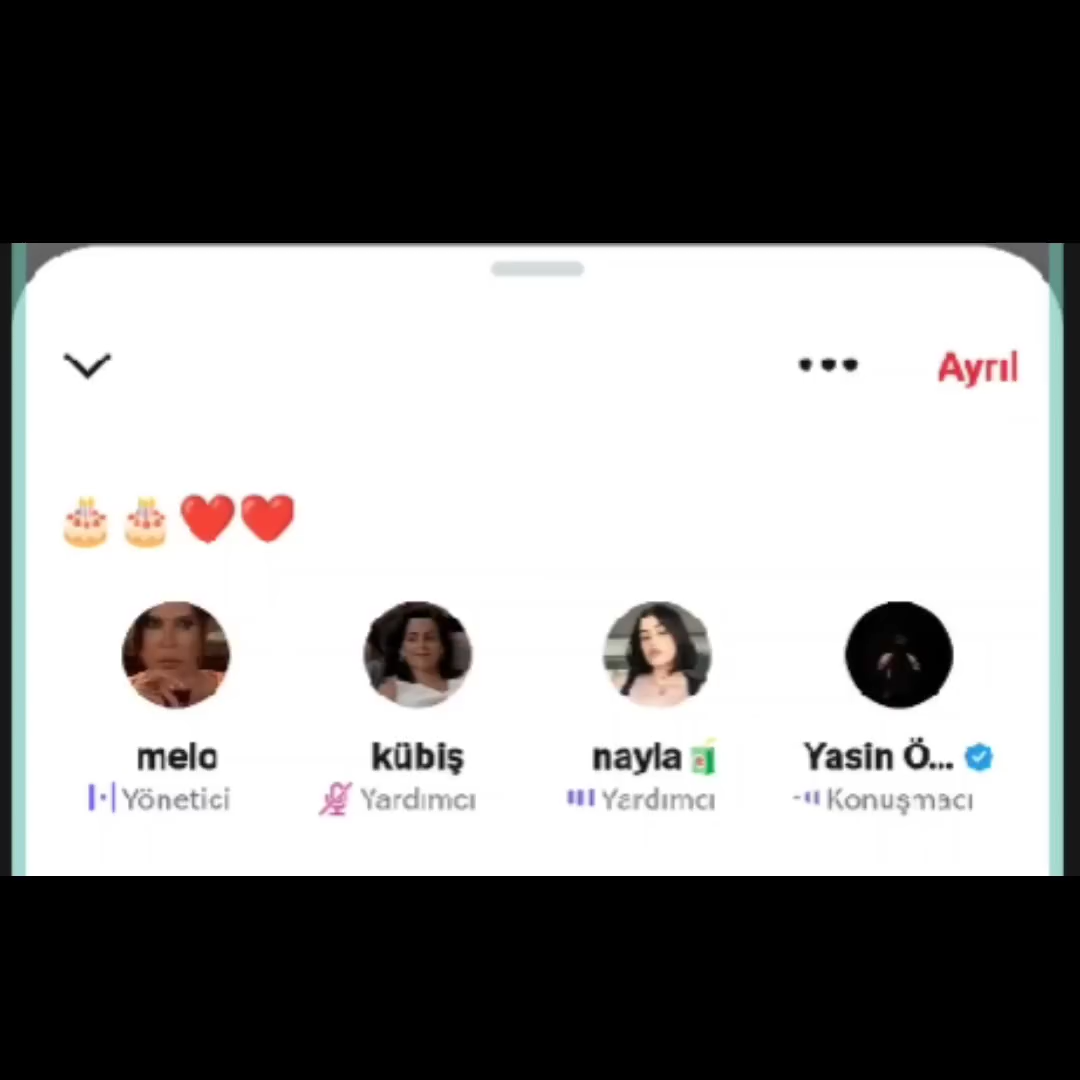 Ayrıl
🎂🎂❤️❤️
melo kübiş nayla🧃 Yasin Ö...
Yönetici Yardımcı Yardımcı Konuşmacı